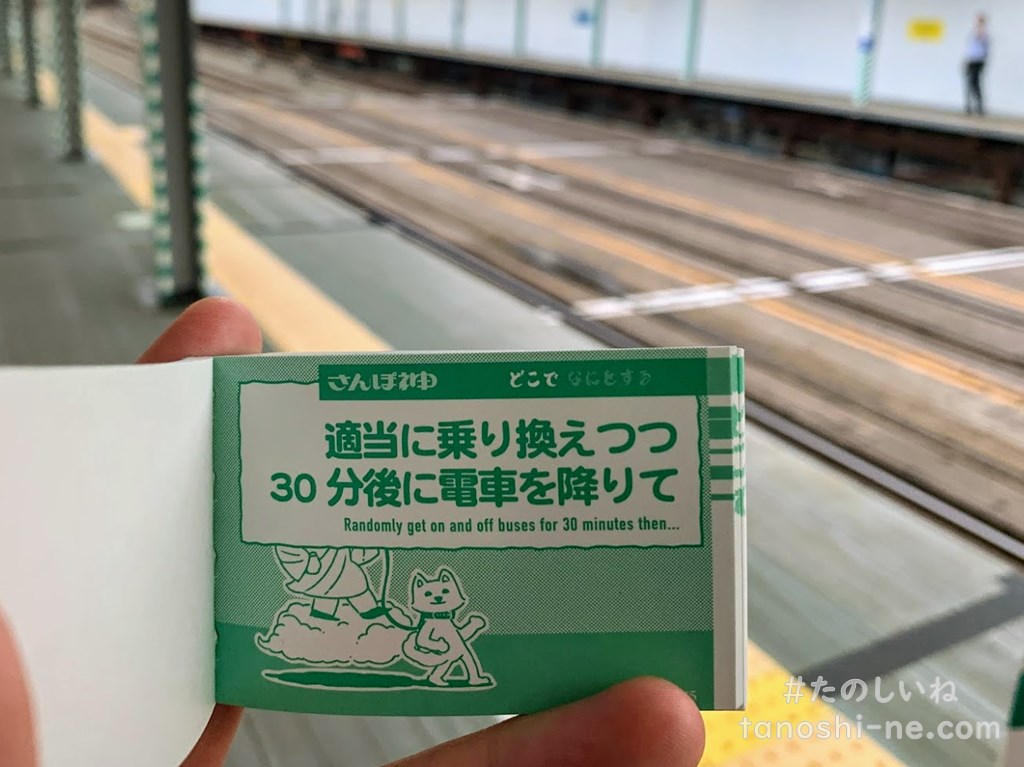 さんぽ神
どこで なにをする
適当に乗り換えつつ
30分後に電車を降りて
Randomly get on and off buses for 30 minutes then...
#たのしいね
tanoshi-ne.com